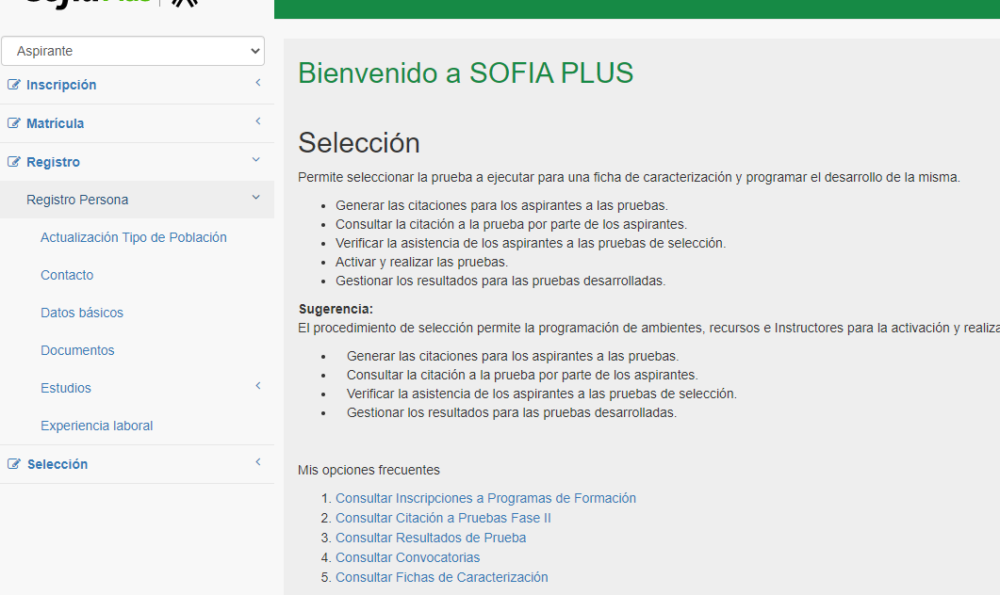 Aspirante
Inscripción
Matrícula
Registro
Registro Persona
Actualización Tipo de Población
Contacto
Datos básicos
Documentos
Estudios
Experiencia laboral
Selección
Bienvenido a SOFIA PLUS
Selección
Permite seleccionar la prueba a ejecutar para una ficha de caracterización y programar el desarrollo de la misma.
• Generar las citaciones para los aspirantes a las pruebas.
• Consultar la citación a la prueba por parte de los aspirantes.
• Verificar la asistencia de los aspirantes a las pruebas de selección.
• Activar y realizar las pruebas.
• Gestionar los resultados para las pruebas desarrolladas.
Sugerencia:
El procedimiento de selección permite la programación de ambientes, recursos e Instructores para la activación y realiza
• Generar las citaciones para los aspirantes a las pruebas.
• Consultar la citación a la prueba por parte de los aspirantes.
• Verificar la asistencia de los aspirantes a las pruebas de selección.
• Gestionar los resultados para las pruebas desarrolladas.
Mis opciones frecuentes
1. Consultar Inscripciones a Programas de Formación
2. Consultar Citación a Pruebas Fase II
3. Consultar Resultados de Prueba
4. Consultar Convocatorias
5. Consultar Fichas de Caracterización